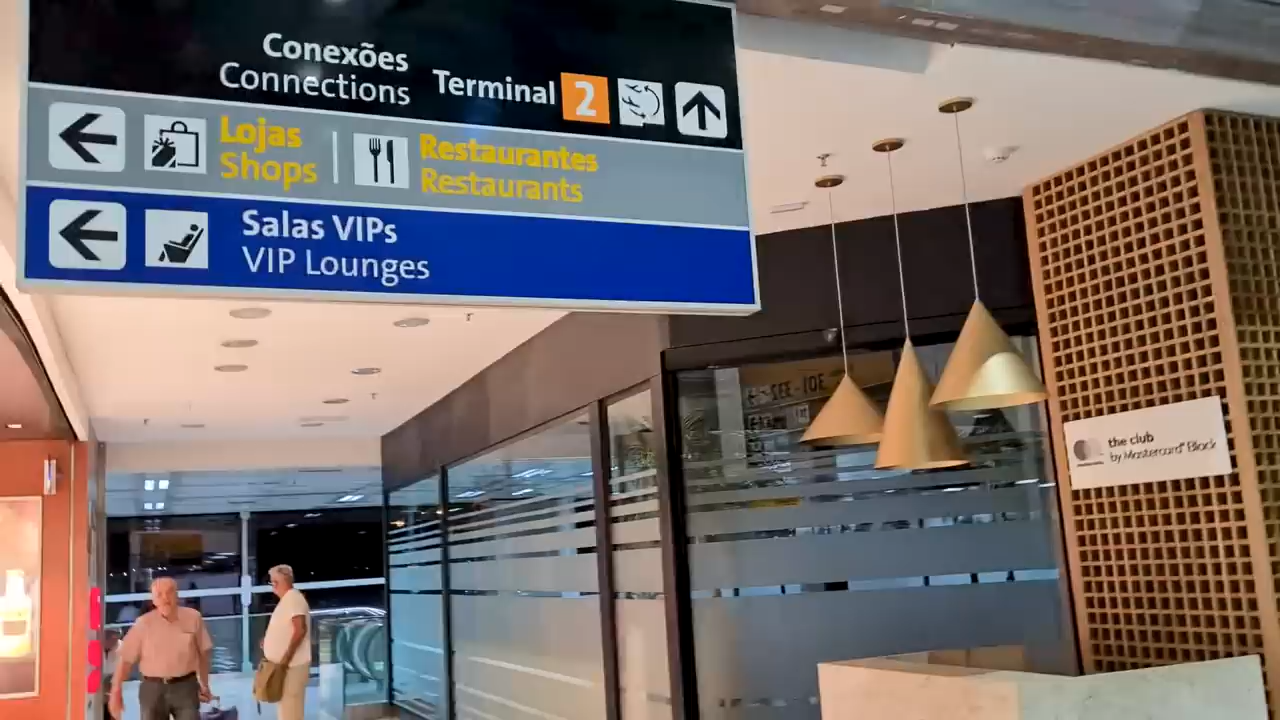 Conexões
Connections
Terminal 2
Lojas
Shops
Restaurantes
Restaurants
Salas VIPs
VIP Lounges
the club
by Mastercard® Black